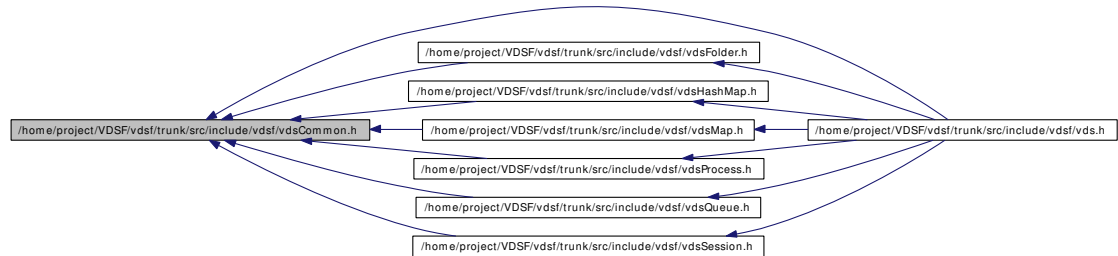 /home/project/VDSF/vdsf/trunk/src/include/vdsf/vdsFolder.h
/home/project/VDSF/vdsf/trunk/src/include/vdsf/vdsHashMap.h
/home/project/VDSF/vdsf/trunk/src/include/vdsf/vdsCommon.h
/home/project/VDSF/vdsf/trunk/src/include/vdsf/vdsMap.h
/home/project/VDSF/vdsf/trunk/src/include/vdsf/vds.h
/home/project/VDSF/vdsf/trunk/src/include/vdsf/vdsProcess.h
/home/project/VDSF/vdsf/trunk/src/include/vdsf/vdsQueue.h
/home/project/VDSF/vdsf/trunk/src/include/vdsf/vdsSession.h